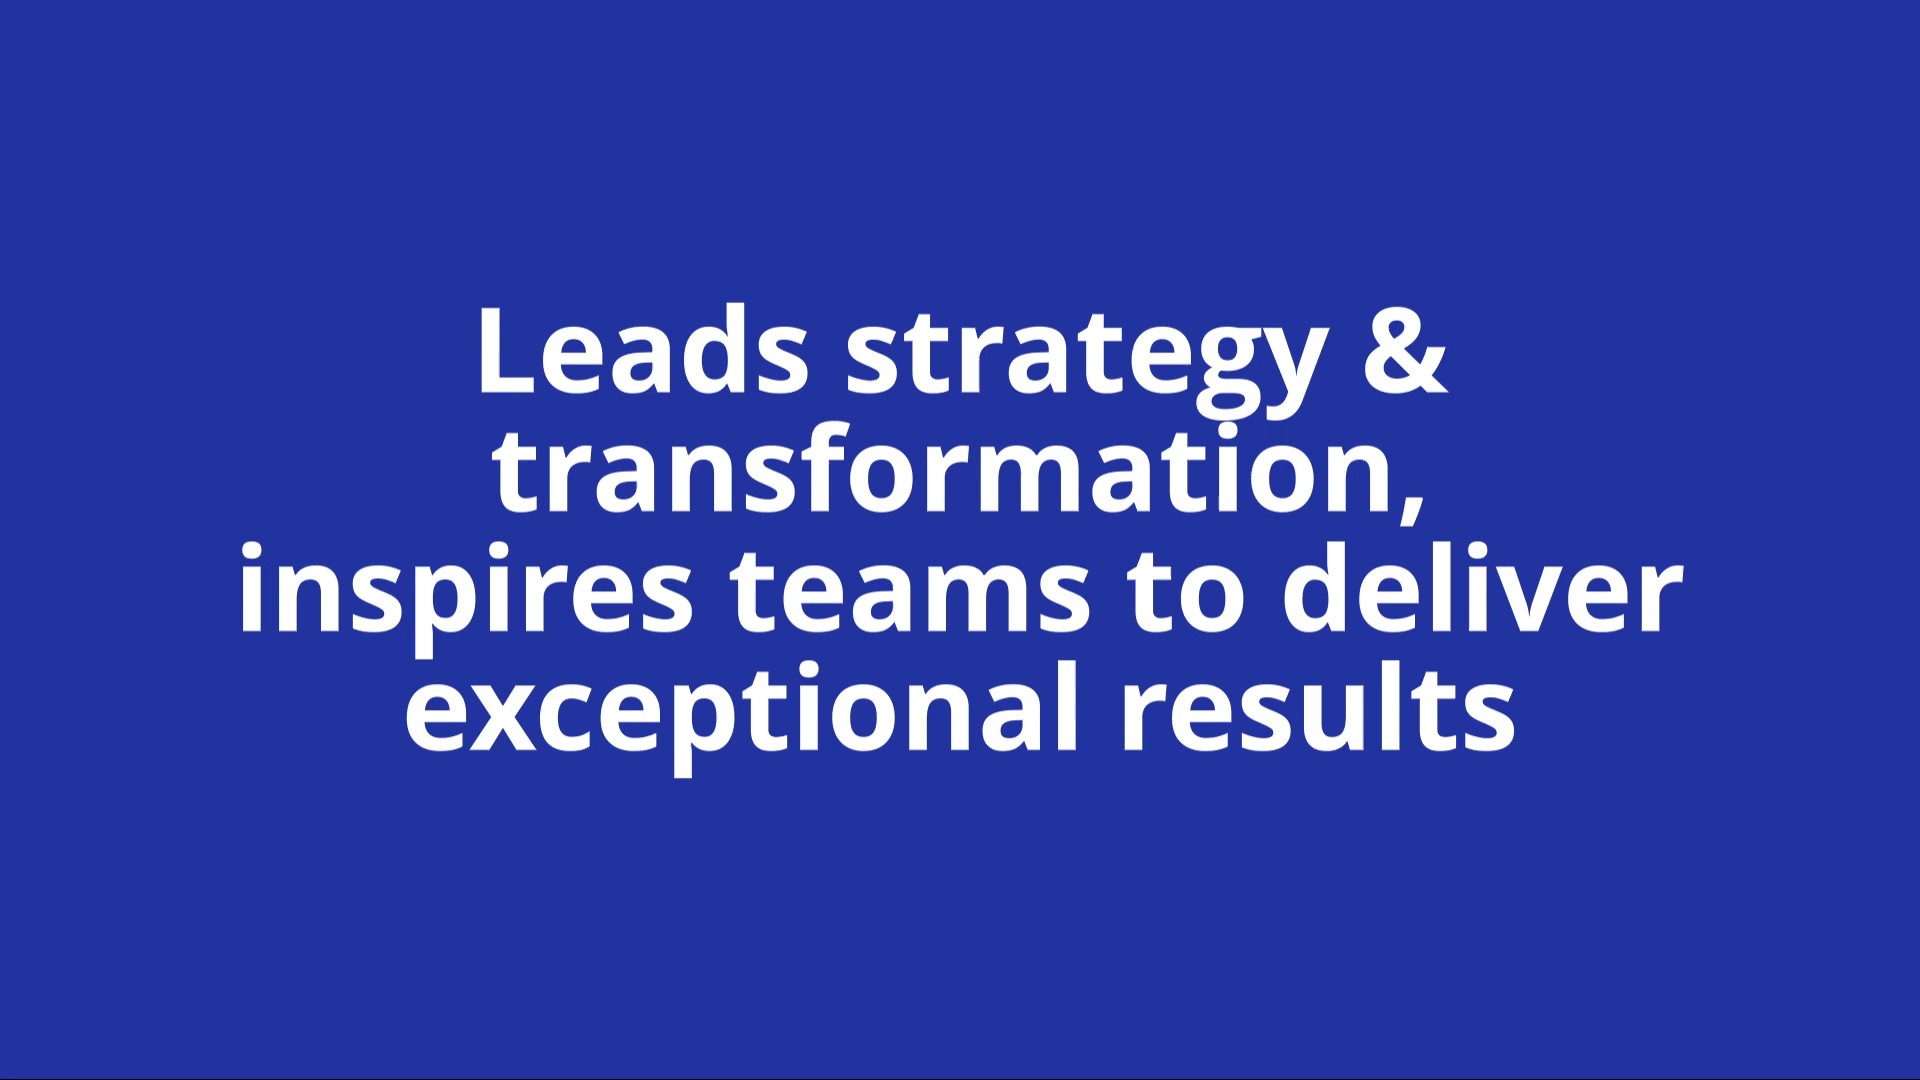 Leads strategy &
transformation,
inspires teams to deliver
exceptional results